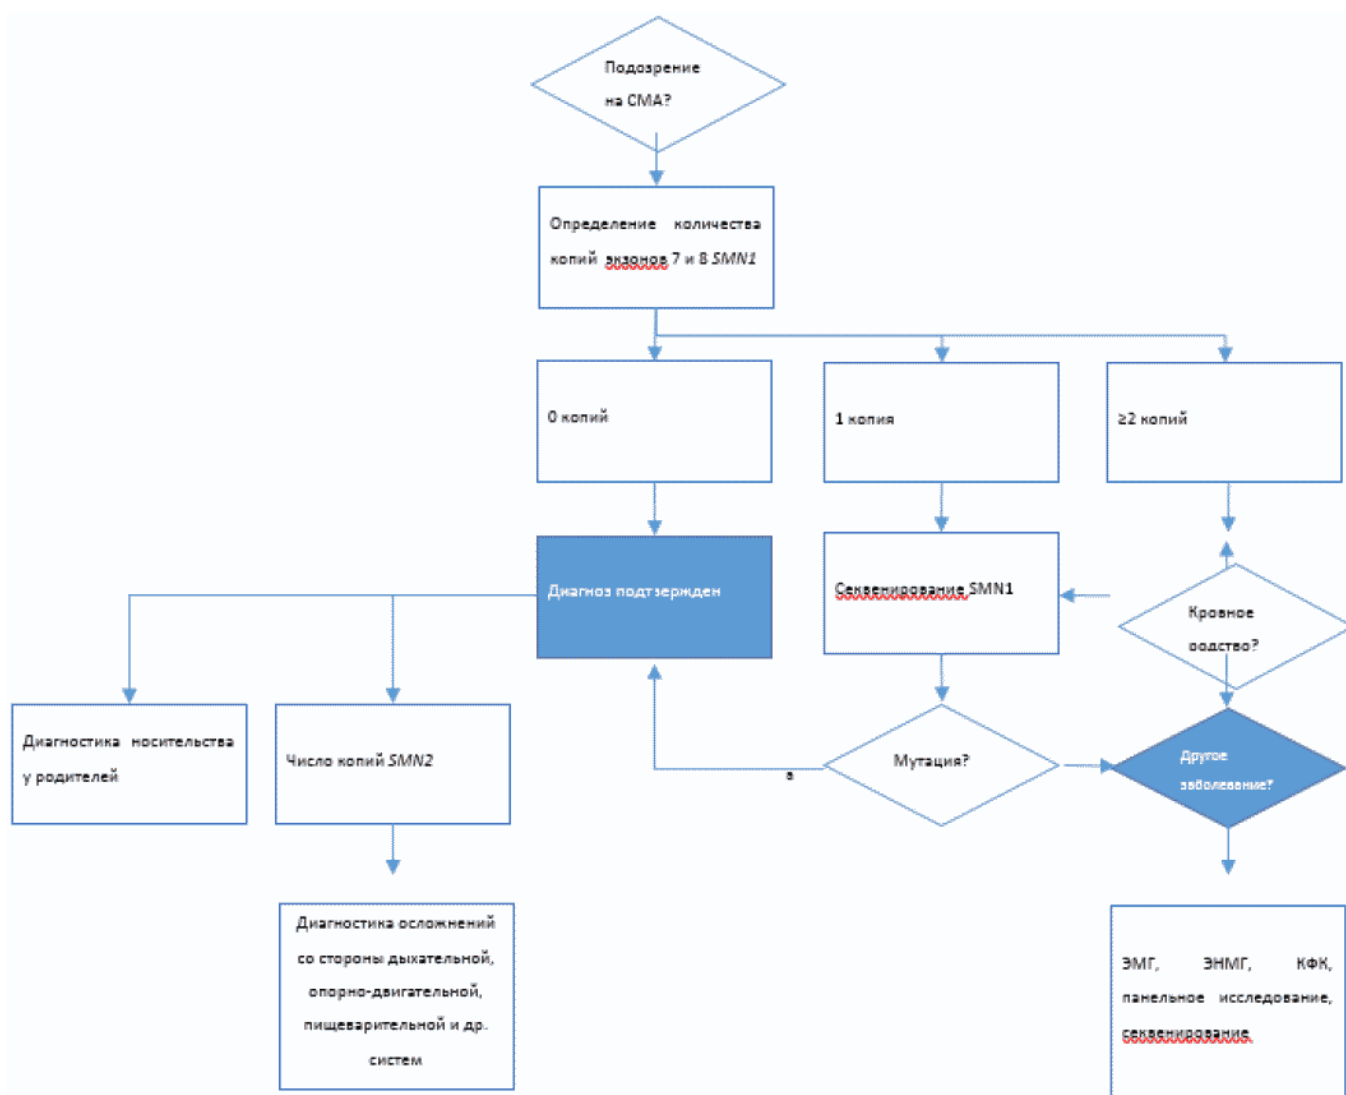 Подозрение
на СМА?
Определение количества
копий экзонов 7 и 8 SMN1
0 копий
1 копия
≥2 копий
Диагноз подтвержден
Секвенирование SMN1
Кровное
родство?
Диагностика носительства
у родителей
Число копий SMN2
в
Мутация?
Другое
заболевание?
Диагностика осложнений
со стороны дыхательной,
опорно-двигательной,
пищеварительной и др.
систем
ЭМГ, ЭНМГ, КФК,
панельное исследование,
секвенирование